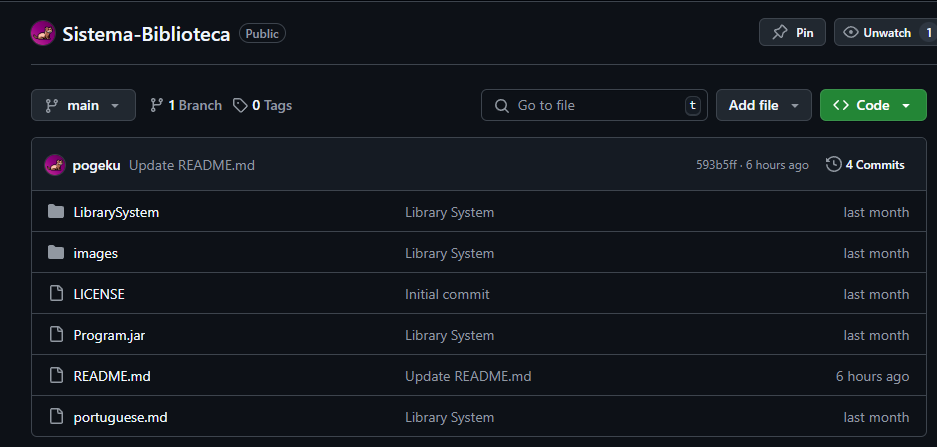 Sistema-Biblioteca Public Pin Unwatch 1
main 1 Branch 0 Tags Go to file t Add file Code
pogeku Update README.md 593b5ff · 6 hours ago 4 Commits
LibrarySystem Library System last month
images Library System last month
LICENSE Initial commit last month
Program.jar Library System last month
README.md Update README.md 6 hours ago
portuguese.md Library System last month